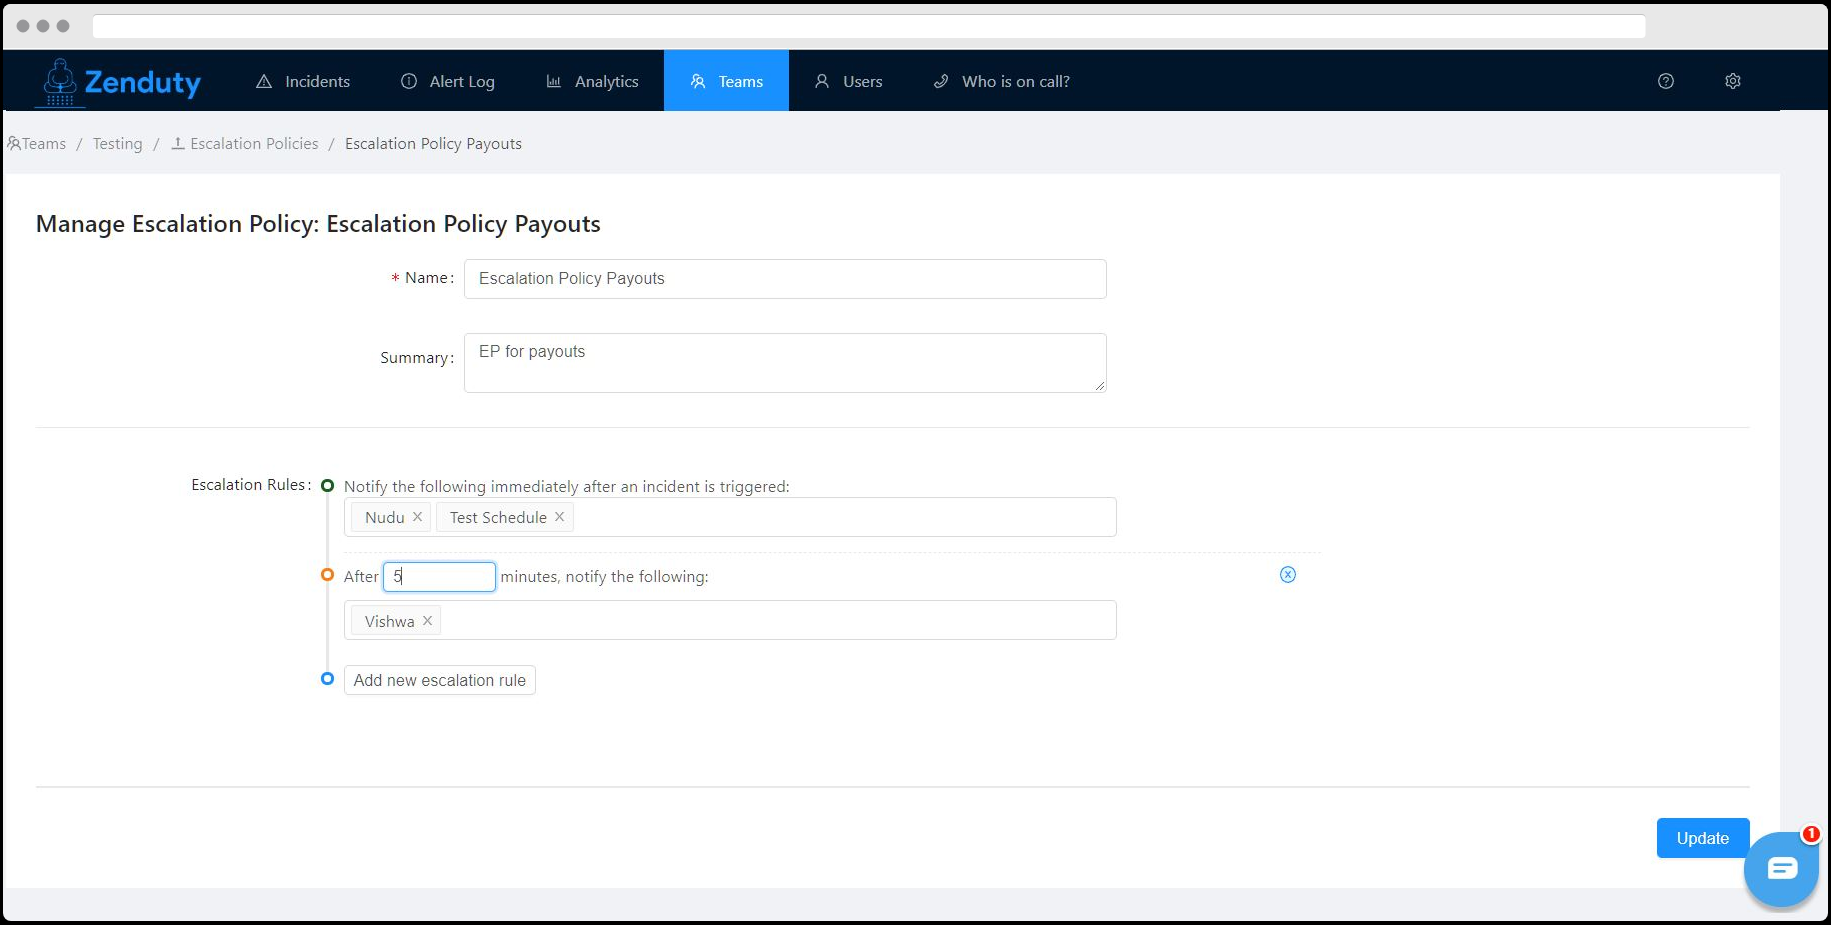 Zenduty Incidents Alert Log Analytics Teams Users Who is on call?
Teams / Testing / Escalation Policies / Escalation Policy Payouts
Manage Escalation Policy: Escalation Policy Payouts
* Name: Escalation Policy Payouts
Summary: EP for payouts
Escalation Rules: Notify the following immediately after an incident is triggered:
Nudu Test Schedule
After 5 minutes, notify the following:
Vishwa
Add new escalation rule
Update
1